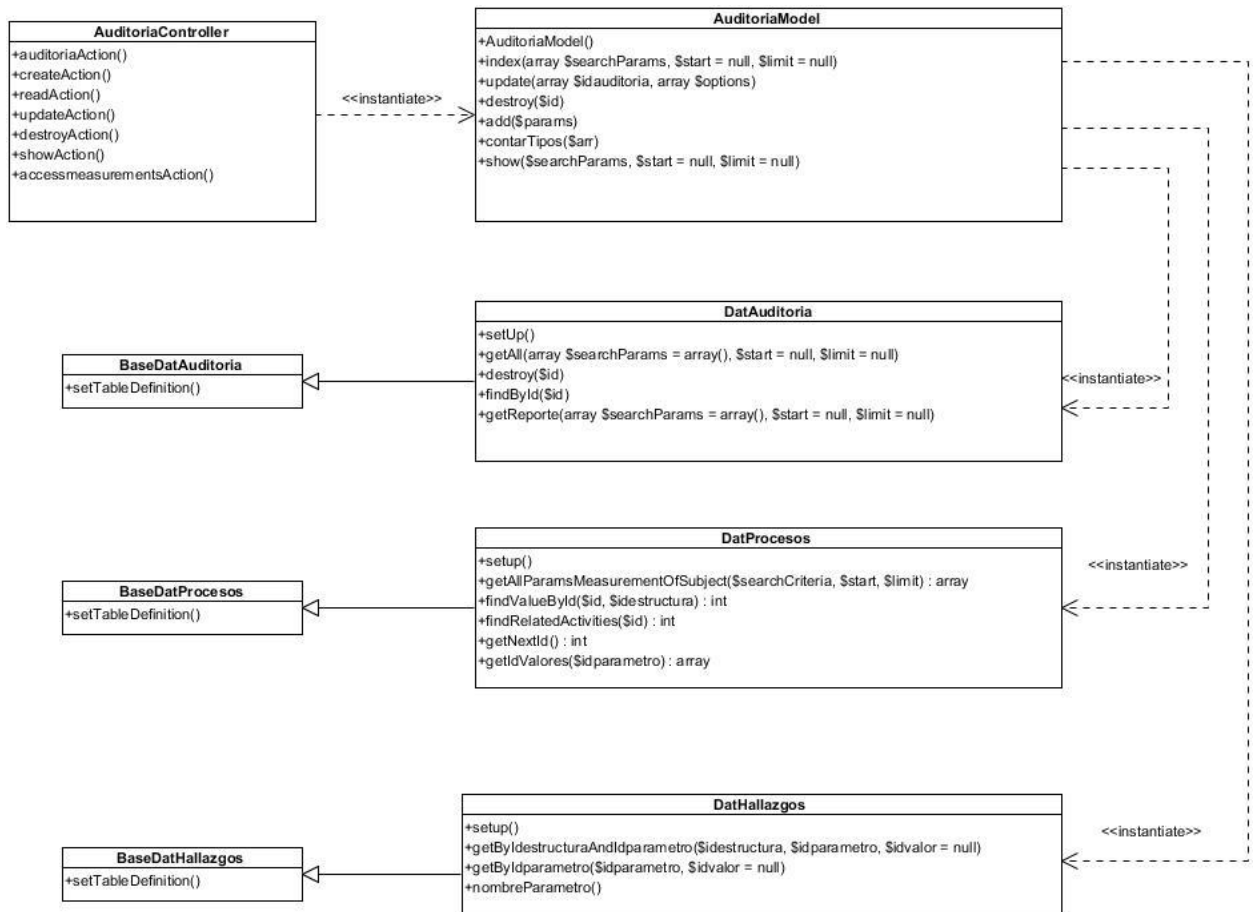 AuditoriaController
+auditoriaAction()
+createAction()
+readAction()
+updateAction()
+destroyAction()
+showAction()
+accessmeasurementsAction()
<<instantiate>>
AuditoriaModel
+AuditoriaModel()
+index(array $searchParams, $start = null, $limit = null)
+update(array $idauditoria, array $options)
+destroy($id)
+add($params)
+contarTipos($arr)
+show($searchParams, $start = null, $limit = null)
BaseDatAuditoria
+setTableDefinition()
DatAuditoria
+setUp()
+getAll(array $searchParams = array(), $start = null, $limit = null)
+destroy($id)
+findById($id)
+getReporte(array $searchParams = array(), $start = null, $limit = null)
<<instantiate>>
BaseDatProcesos
+setTableDefinition()
DatProcesos
+setup()
+getAllParamsMeasurementOfSubject($searchCriteria, $start, $limit) : array
+findValueById($id, $idestructura) : int
+findRelatedActivities($id) : int
+getNextId() : int
+getIdValores($idparametro) : array
<<instantiate>>
BaseDatHallazgos
+setTableDefinition()
DatHallazgos
+setup()
+getByIdestructuraAndIdparametro($idestructura, $idparametro, $idvalor = null)
+getByIdparametro($idparametro, $idvalor = null)
+nombreParametro()
<<instantiate>>